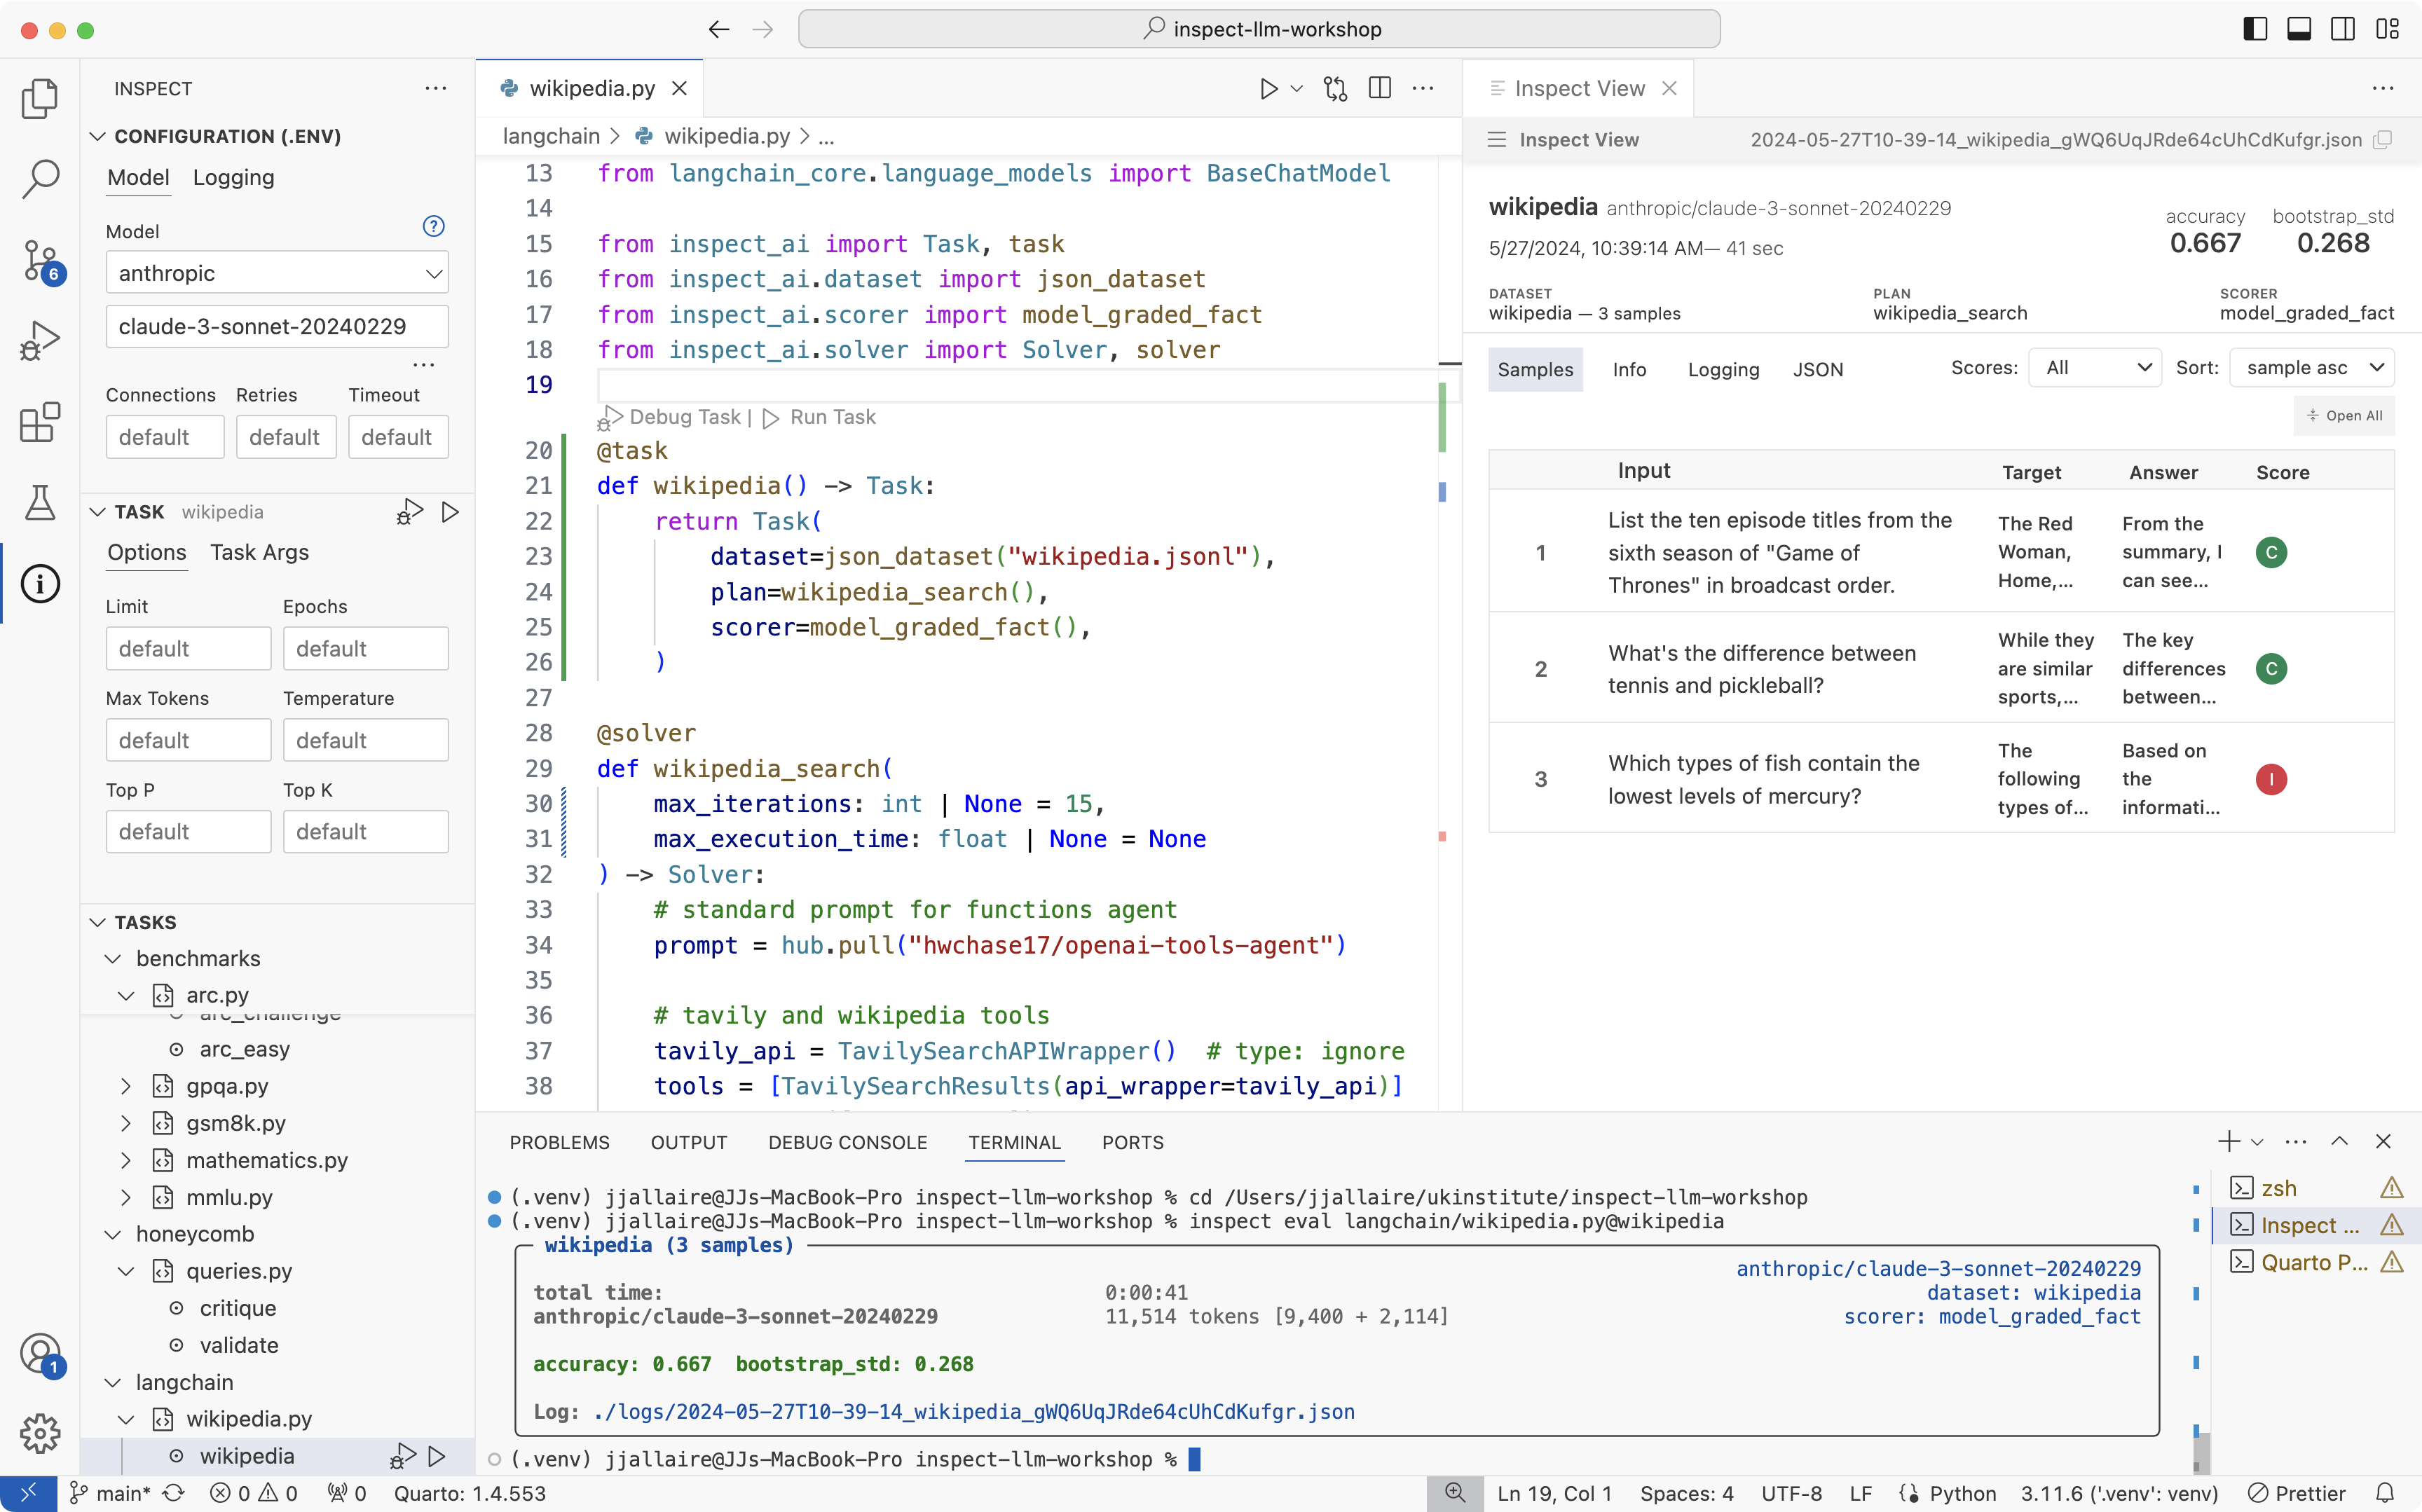 inspect-llm-workshop
INSPECT
CONFIGURATION (.ENV)
Model Logging
Model
anthropic
claude-3-sonnet-20240229
Connections Retries Timeout
default default default
TASK wikipedia
Options Task Args
Limit Epochs
default default
Max Tokens Temperature
default default
Top P Top K
default default
TASKS
benchmarks
arc.py
arc_challenge
arc_easy
gpqa.py
gsm8k.py
mathematics.py
mmlu.py
honeycomb
queries.py
critique
validate
langchain
wikipedia.py
wikipedia
6
1
wikipedia.py
langchain > wikipedia.py > ...
13 from langchain_core.language_models import BaseChatModel
14
15 from inspect_ai import Task, task
16 from inspect_ai.dataset import json_dataset
17 from inspect_ai.scorer import model_graded_fact
18 from inspect_ai.solver import Solver, solver
19
Debug Task | Run Task
20 @task
21 def wikipedia() -> Task:
22 return Task(
23 dataset=json_dataset("wikipedia.jsonl"),
24 plan=wikipedia_search(),
25 scorer=model_graded_fact(),
26 )
27
28 @solver
29 def wikipedia_search(
30 max_iterations: int | None = 15,
31 max_execution_time: float | None = None
32 ) -> Solver:
33 # standard prompt for functions agent
34 prompt = hub.pull("hwchase17/openai-tools-agent")
35
36 # tavily and wikipedia tools
37 tavily_api = TavilySearchAPIWrapper() # type: ignore
38 tools = [TavilySearchResults(api_wrapper=tavily_api)]
Inspect View
Inspect View 2024-05-27T10-39-14_wikipedia_gWQ6UqJRde64cUhCdKufgr.json
wikipedia anthropic/claude-3-sonnet-20240229
5/27/2024, 10:39:14 AM— 41 sec
accuracy bootstrap_std
0.667 0.268
DATASET PLAN SCORER
wikipedia — 3 samples wikipedia_search model_graded_fact
Samples Info Logging JSON Scores: All Sort: sample asc
Open All
Input Target Answer Score
1
List the ten episode titles from the
sixth season of "Game of
Thrones" in broadcast order.
The Red
Woman,
Home,...
From the
summary, I
can see...
C
2
What's the difference between
tennis and pickleball?
While they
are similar
sports,...
The key
differences
between...
C
3
Which types of fish contain the
lowest levels of mercury?
The
following
types of...
Based on
the
informati...
I
PROBLEMS OUTPUT DEBUG CONSOLE TERMINAL PORTS
(.venv) jjallaire@JJs-MacBook-Pro inspect-llm-workshop % cd /Users/jjallaire/ukinstitute/inspect-llm-workshop
(.venv) jjallaire@JJs-MacBook-Pro inspect-llm-workshop % inspect eval langchain/wikipedia.py@wikipedia
wikipedia (3 samples)
anthropic/claude-3-sonnet-20240229
total time: 0:00:41 dataset: wikipedia
anthropic/claude-3-sonnet-20240229 11,514 tokens [9,400 + 2,114] scorer: model_graded_fact
accuracy: 0.667 bootstrap_std: 0.268
Log: ./logs/2024-05-27T10-39-14_wikipedia_gWQ6UqJRde64cUhCdKufgr.json
(.venv) jjallaire@JJs-MacBook-Pro inspect-llm-workshop %
zsh
Inspect ...
Quarto P...
main* 0 0 0 Quarto: 1.4.553 Ln 19, Col 1 Spaces: 4 UTF-8 LF Python 3.11.6 ('.venv': venv) Prettier